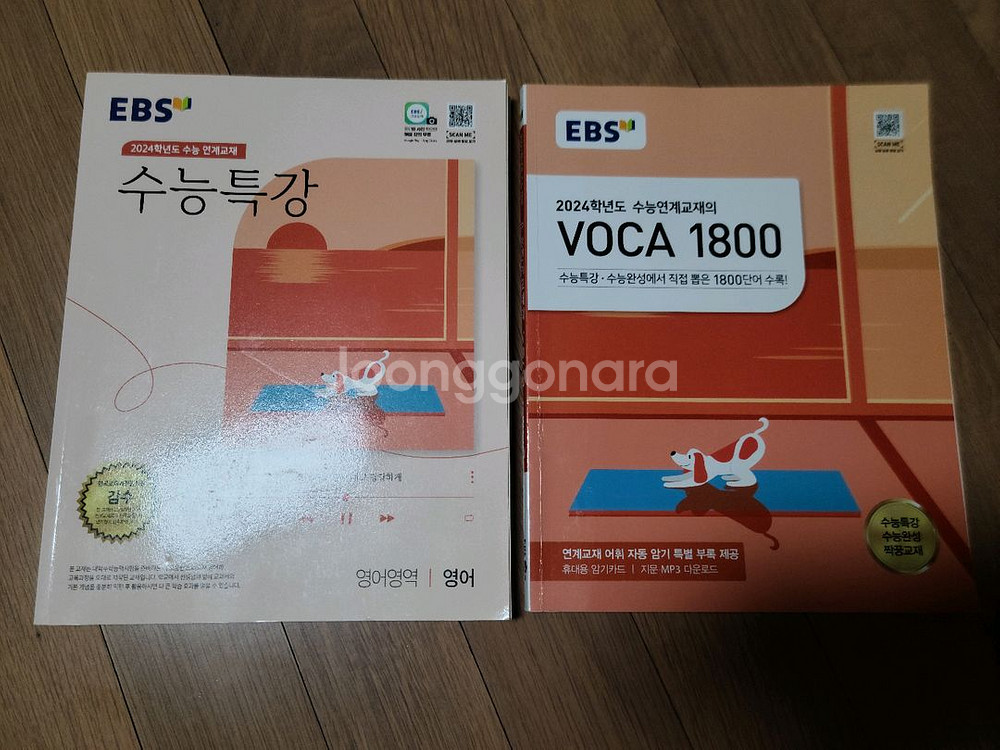 EBS
SCAN ME
2024학년도 수능 연계교재
수능특강
감수
영어영역 | 영어
EBS
SCAN ME
2024학년도 수능연계교재의
VOCA 1800
수능특강·수능완성에서 직접 뽑은 1800단어 수록!
수능특강
수능완성
짝꿍교재
연계교재 어휘 자동 암기 특별 부록 제공
휴대용 암기카드 | 지문 MP3 다운로드
Joonggonara